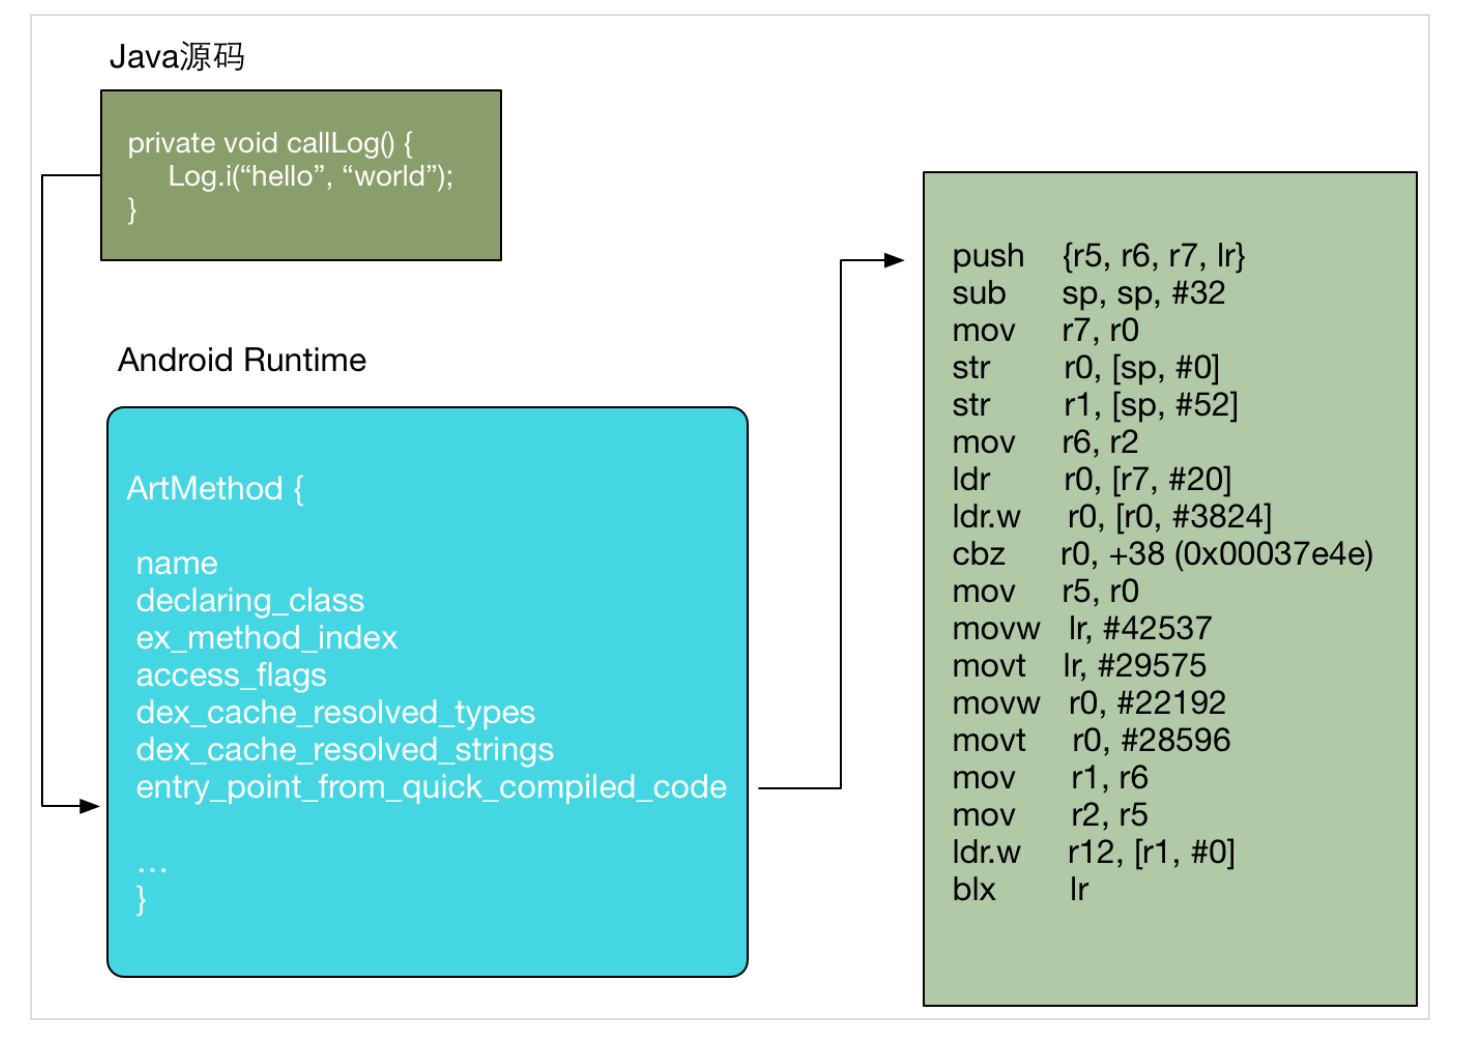 Java源码
private void callLog() {
Log.i(“hello”, “world”);
}
Android Runtime
ArtMethod {
name
declaring_class
ex_method_index
access_flags
dex_cache_resolved_types
dex_cache_resolved_strings
entry_point_from_quick_compiled_code
...
}
push {r5, r6, r7, lr}
sub sp, sp, #32
mov r7, r0
str r0, [sp, #0]
str r1, [sp, #52]
mov r6, r2
ldr r0, [r7, #20]
ldr.w r0, [r0, #3824]
cbz r0, +38 (0x00037e4e)
mov r5, r0
movw lr, #42537
movt lr, #29575
movw r0, #22192
movt r0, #28596
mov r1, r6
mov r2, r5
ldr.w r12, [r1, #0]
blx lr